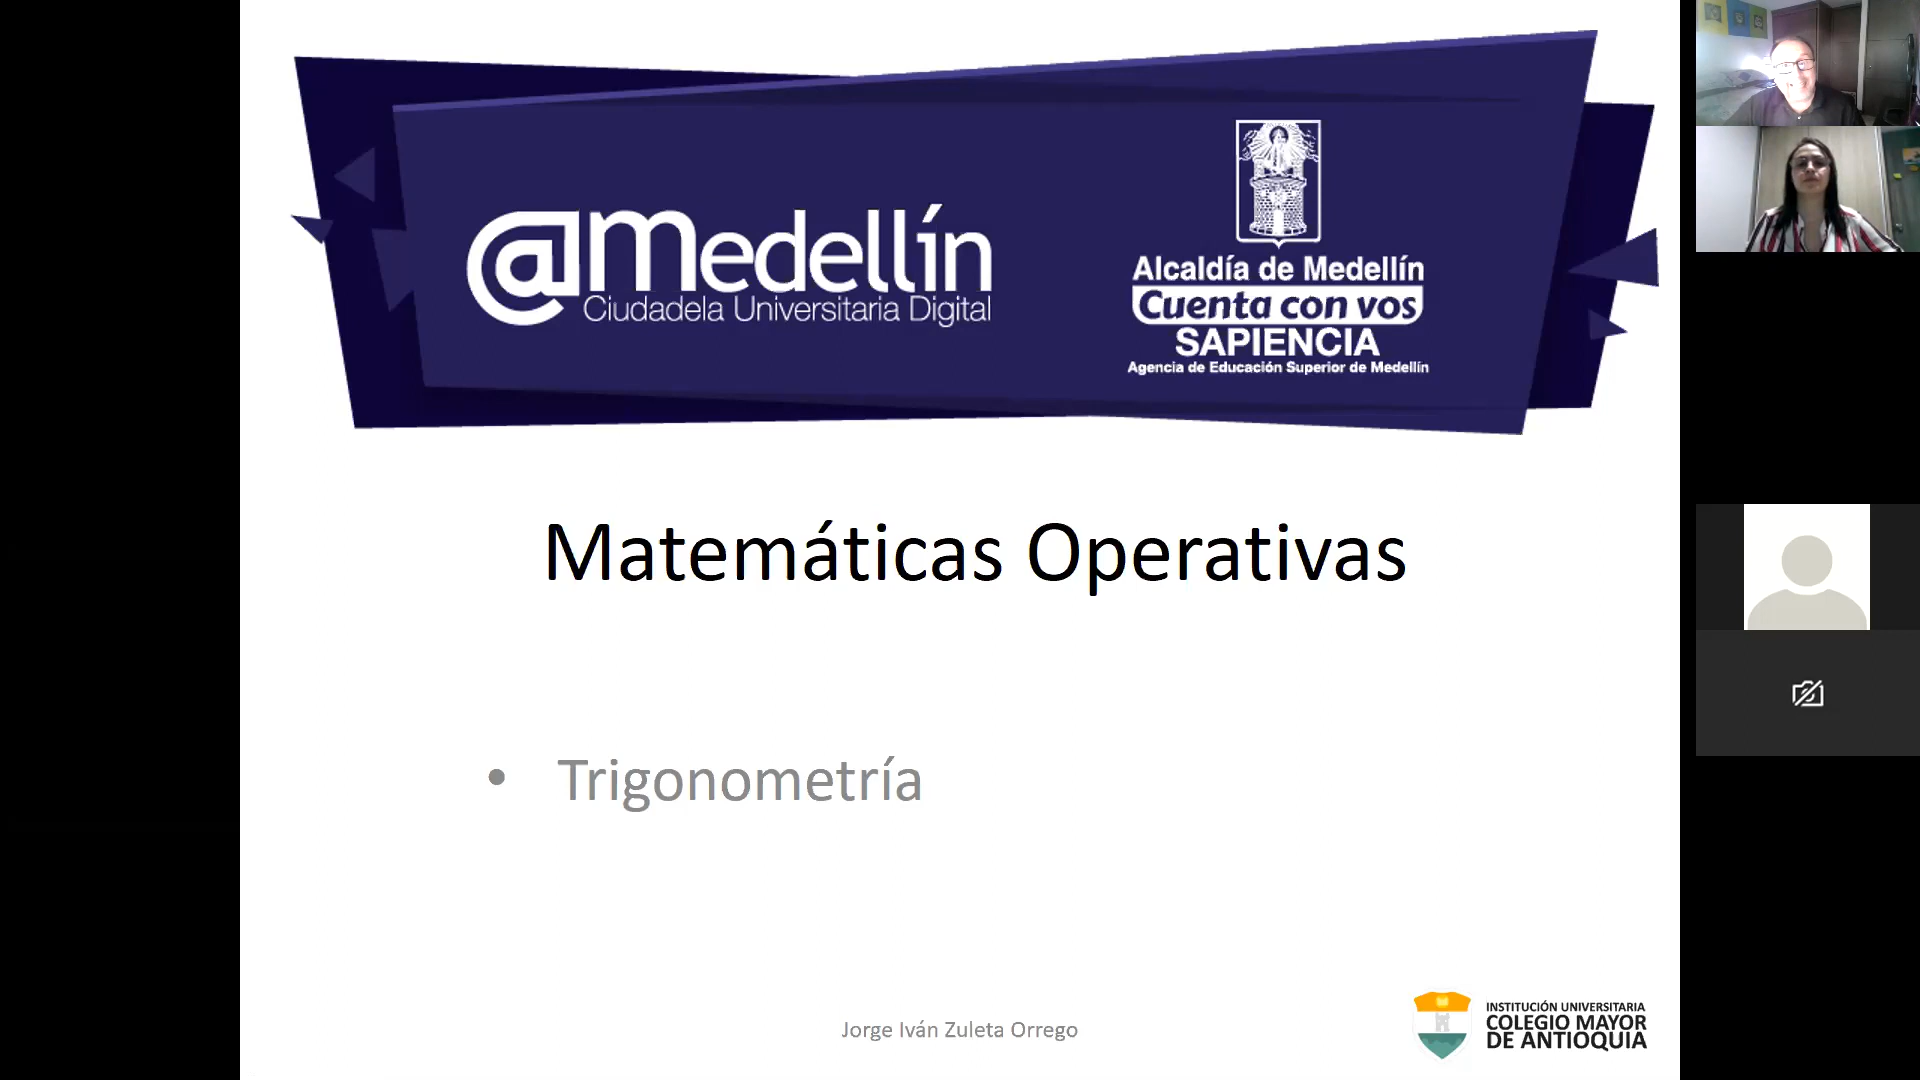 @Medellín
Ciudadela Universitaria Digital
Alcaldía de Medellín
Cuenta con vos
SAPIENCIA
Agencia de Educación Superior de Medellín
Matemáticas Operativas
• Trigonometría
Jorge Iván Zuleta Orrego
INSTITUCIÓN UNIVERSITARIA
COLEGIO MAYOR
DE ANTIOQUIA